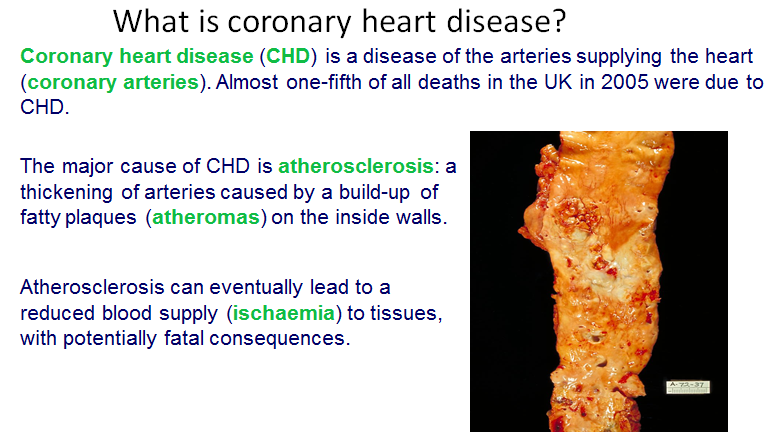 What is coronary heart disease?
Coronary heart disease (CHD) is a disease of the arteries supplying the heart
(coronary arteries). Almost one-fifth of all deaths in the UK in 2005 were due to
CHD.
The major cause of CHD is atherosclerosis: a
thickening of arteries caused by a build-up of
fatty plaques (atheromas) on the inside walls.
Atherosclerosis can eventually lead to a
reduced blood supply (ischaemia) to tissues,
with potentially fatal consequences.
A-72-37